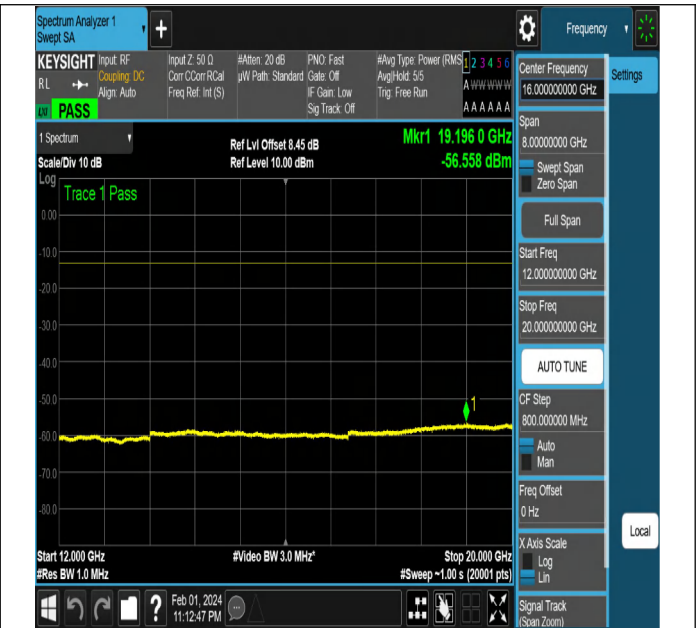 Spectrum Analyzer 1
Swept SA
+
Frequency
KEYSIGHT
RL
LXI
PASS
Input: RF
Coupling: DC
Align: Auto
Input Z: 50 Ω
Corr CCorr RCal
Freq Ref: Int (S)
#Atten: 20 dB
µW Path: Standard
PNO: Fast
Gate: Off
IF Gain: Low
Sig Track: Off
#Avg Type: Power (RMS
Avg|Hold: 5/5
Trig: Free Run
1 2 3 4 5 6
A W W W W W
A A A A A A
1 Spectrum
Scale/Div 10 dB
Ref Lvl Offset 8.45 dB
Ref Level 10.00 dBm
Mkr1 19.196 0 GHz
-56.558 dBm
Log
Trace 1 Pass
0.00
-10.0
-20.0
-30.0
-40.0
-50.0
-60.0
-70.0
-80.0
1
Start 12.000 GHz
#Res BW 1.0 MHz
#Video BW 3.0 MHz*
Stop 20.000 GHz
#Sweep ~1.00 s (20001 pts)
Center Frequency
16.000000000 GHz
Settings
Span
8.00000000 GHz
Swept Span
Zero Span
Full Span
Start Freq
12.000000000 GHz
Stop Freq
20.000000000 GHz
AUTO TUNE
CF Step
800.000000 MHz
Auto
Man
Freq Offset
0 Hz
X Axis Scale
Log
Lin
Local
Signal Track
(Span Zoom)
?
Feb 01, 2024
11:12:47 PM